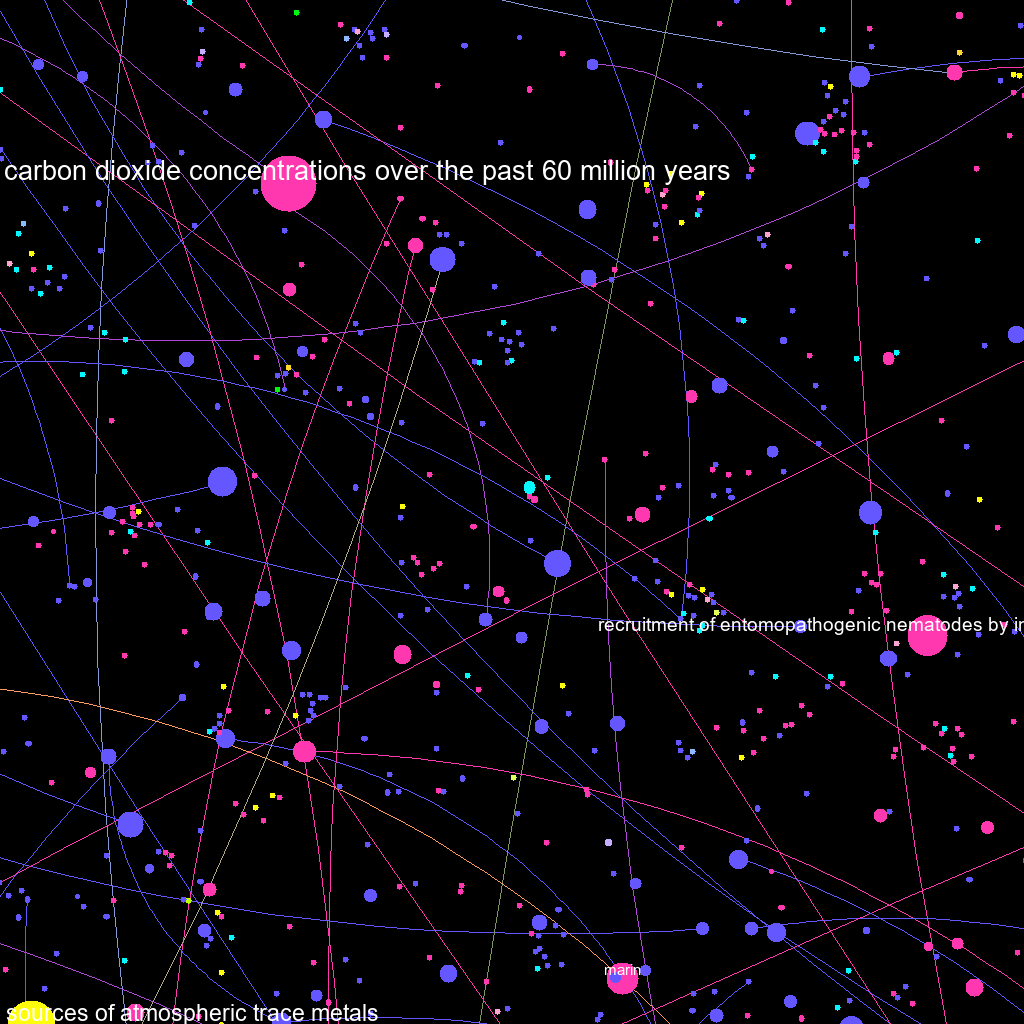 carbon dioxide concentrations over the past 60 million years
recruitment of entomopathogenic nematodes by
marin
sources of atmospheric trace metals